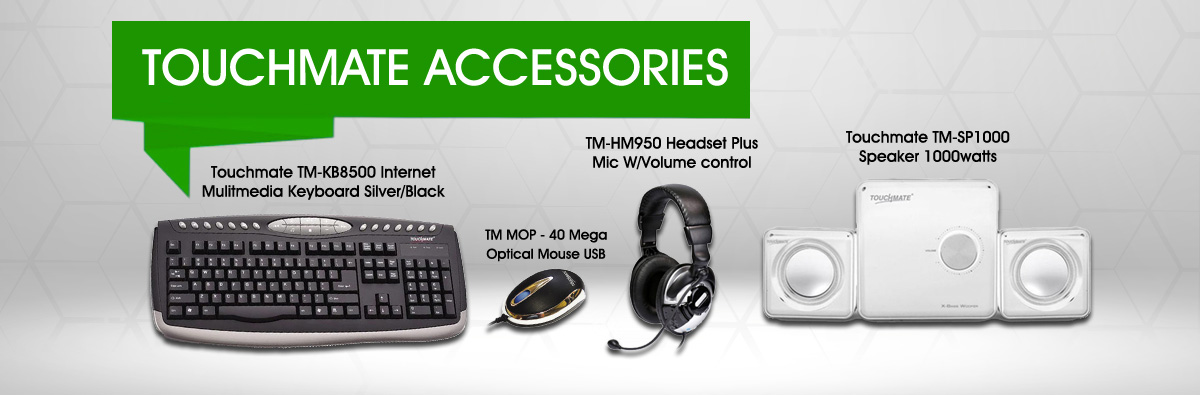 TOUCHMATE ACCESSORIES
Touchmate TM-KB8500 Internet
Mulitmedia Keyboard Silver/Black
TM MOP - 40 Mega
Optical Mouse USB
TM-HM950 Headset Plus
Mic W/Volume control
Touchmate TM-SP1000
Speaker 1000watts
TOUCHMATE
TOUCHMATE